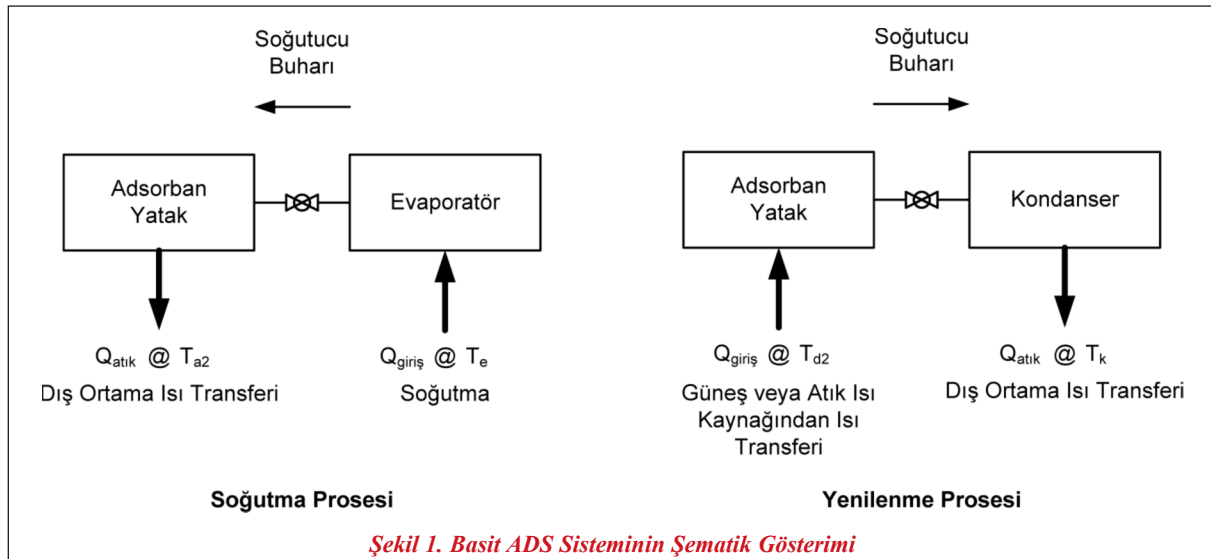 Soğutucu
Buharı
Adsorban
Yatak
Evaporatör
Qatık @ Ta2
Dış Ortama Isı Transferi
Qgiriş @ Te
Soğutma
Soğutma Prosesi
Soğutucu
Buharı
Adsorban
Yatak
Kondanser
Qgiriş @ Td2
Güneş veya Atık Isı
Kaynağından Isı
Transferi
Qatık @ Tk
Dış Ortama Isı Transferi
Yenilenme Prosesi
Şekil 1. Basit ADS Sisteminin Şematik Gösterimi